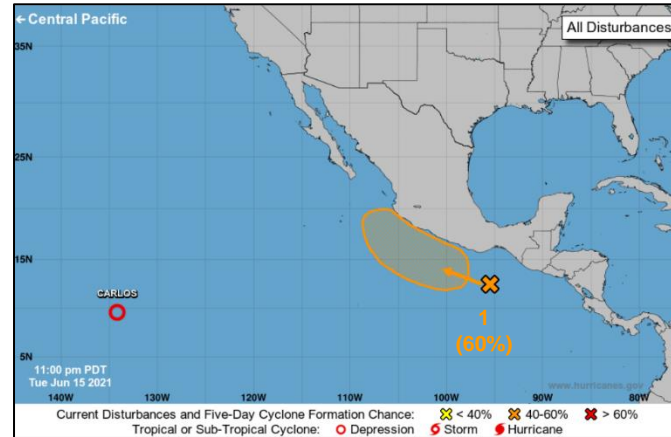 ← Central Pacific
All Disturbances
35N
25N
15N
5N
CARLOS
1
(60%)
11:00 pm PDT
Tue Jun 15 2021
www.hurricanes.gov
140W 130W 120W 110W 100W 90W 80W
Current Disturbances and Five-Day Cyclone Formation Chance: < 40% 40-60% > 60%
Tropical or Sub-Tropical Cyclone: Depression Storm Hurricane